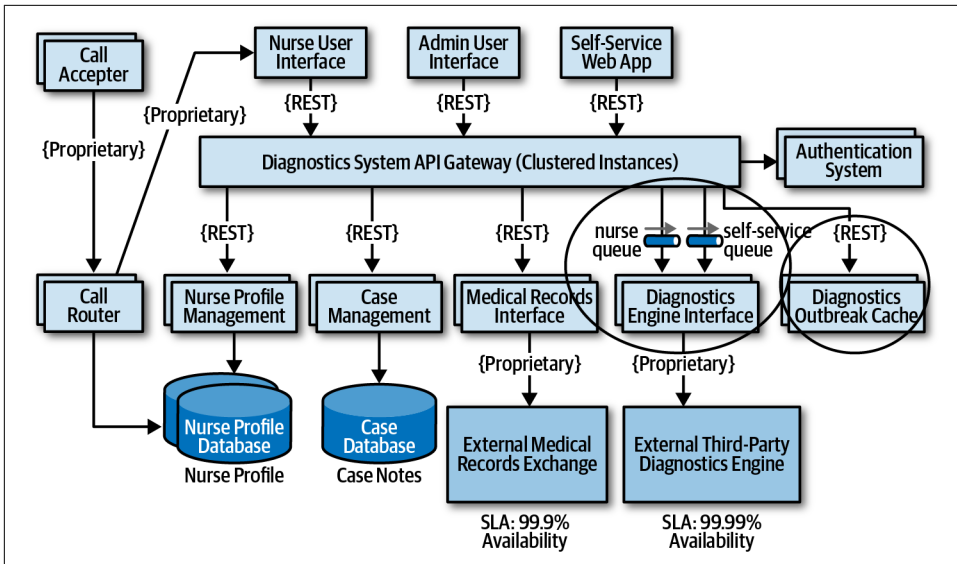 Call
Accepter
Nurse User
Interface
Admin User
Interface
Self-Service
Web App
{Proprietary}
{Proprietary}
{REST}
{REST}
{REST}
Diagnostics System API Gateway (Clustered Instances)
Authentication
System
{REST}
{REST}
{REST}
nurse
queue
self-service
queue
{REST}
Call
Router
Nurse Profile
Management
Case
Management
Medical Records
Interface
Diagnostics
Engine Interface
Diagnostics
Outbreak Cache
{Proprietary}
{Proprietary}
Nurse Profile
Database
Nurse Profile
Case
Database
Case Notes
External Medical
Records Exchange
External Third-Party
Diagnostics Engine
SLA: 99.9%
Availability
SLA: 99.99%
Availability